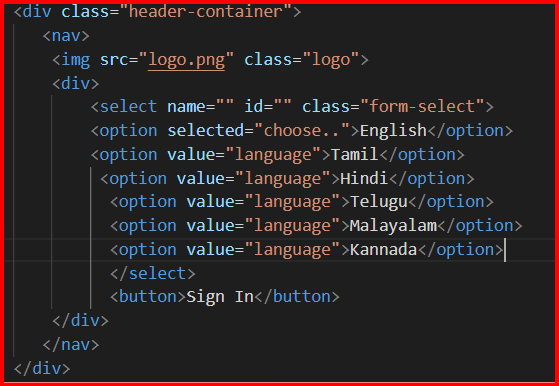 <div class="header-container">
<nav>
<img src="logo.png" class="logo">
<div>
<select name="" id="" class="form-select">
<option selected="choose..">English</option>
<option value="language">Tamil</option>
<option value="language">Hindi</option>
<option value="language">Telugu</option>
<option value="language">Malayalam</option>
<option value="language">Kannada</option>
</select>
<button>Sign In</button>
</div>
</nav>
</div>